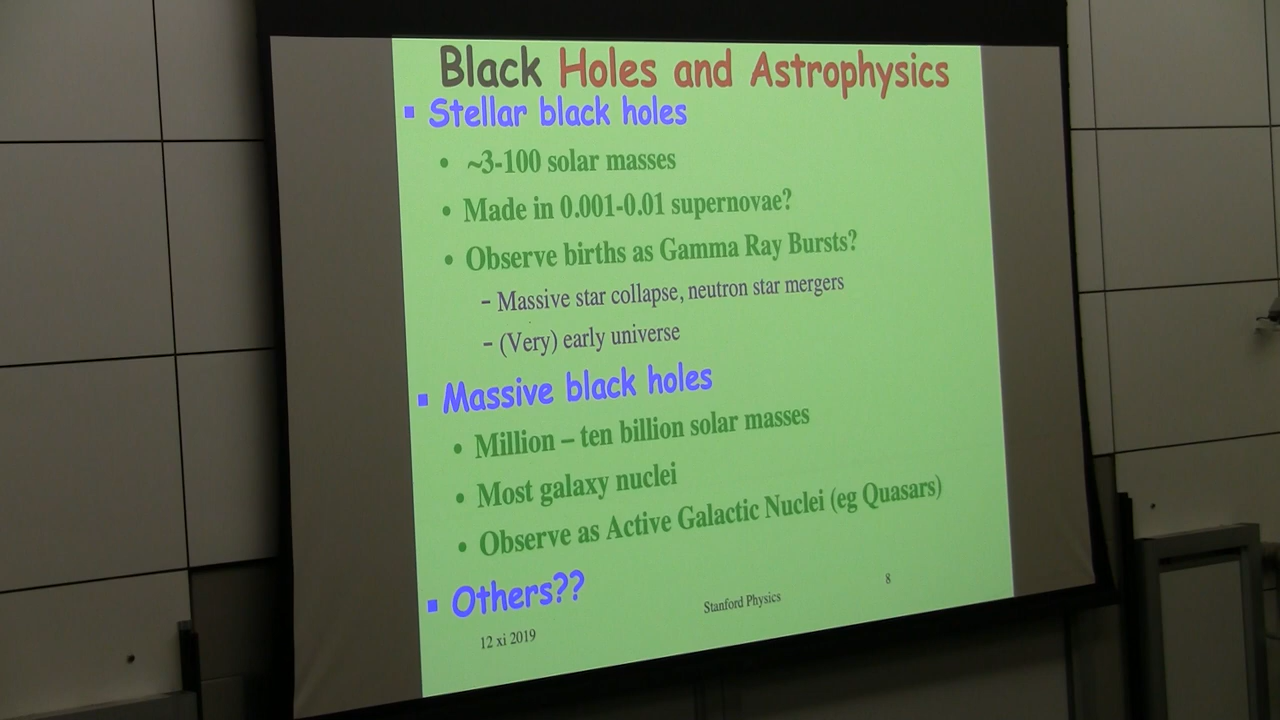 Black Holes and Astrophysics
▪ Stellar black holes
• ~3-100 solar masses
• Made in 0.001-0.01 supernovae?
• Observe births as Gamma Ray Bursts?
– Massive star collapse, neutron star mergers
– (Very) early universe
▪ Massive black holes
• Million – ten billion solar masses
• Most galaxy nuclei
• Observe as Active Galactic Nuclei (eg Quasars)
▪ Others??
12 xi 2019
Stanford Physics
8